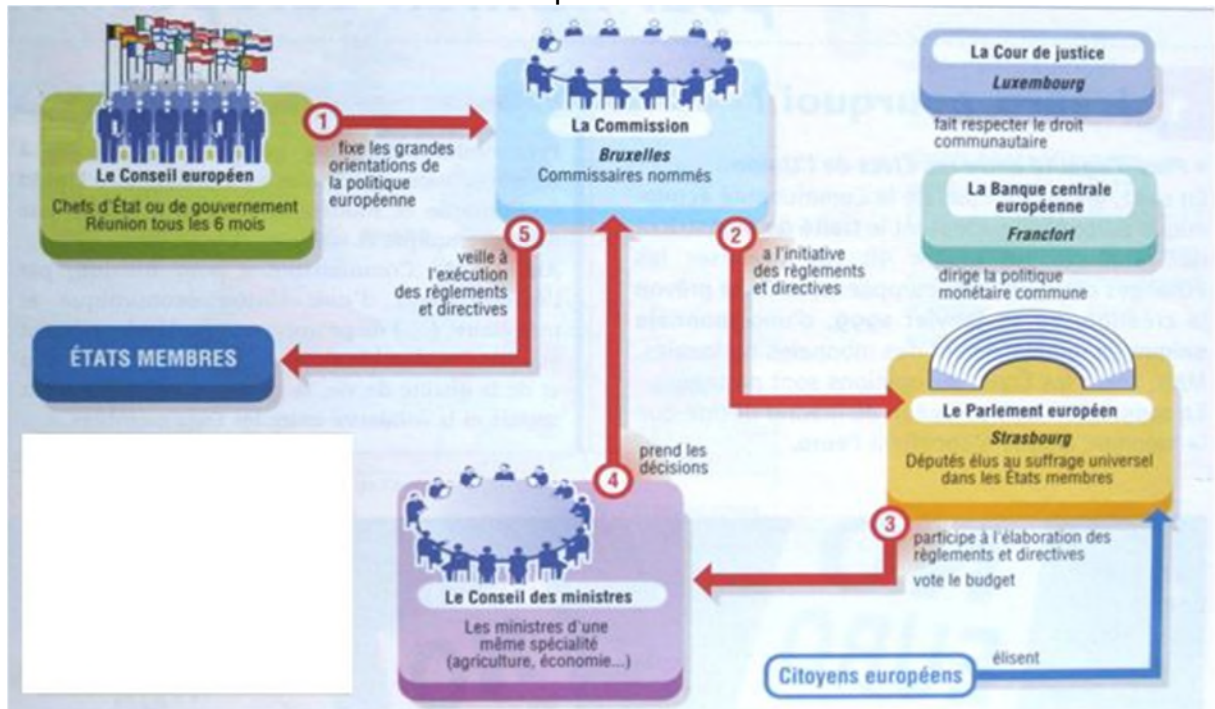 Le Conseil européen
Chefs d'État ou de gouvernement
Réunion tous les 6 mois
1
fixe les grandes
orientations de
la politique
européenne
La Commission
Bruxelles
Commissaires nommés
La Cour de justice
Luxembourg
fait respecter le droit
communautaire
La Banque centrale
européenne
Francfort
dirige la politique
monétaire commune
5
veille à
l'exécution
des règlements
et directives
2
a l'initiative
des règlements
et directives
ÉTATS MEMBRES
Le Parlement européen
Strasbourg
Députés élus au suffrage universel
dans les États membres
prend les
décisions
4
3
participe à l'élaboration des
règlements et directives
vote le budget
Le Conseil des ministres
Les ministres d'une
même spécialité
(agriculture, économie...)
élisent
Citoyens européens